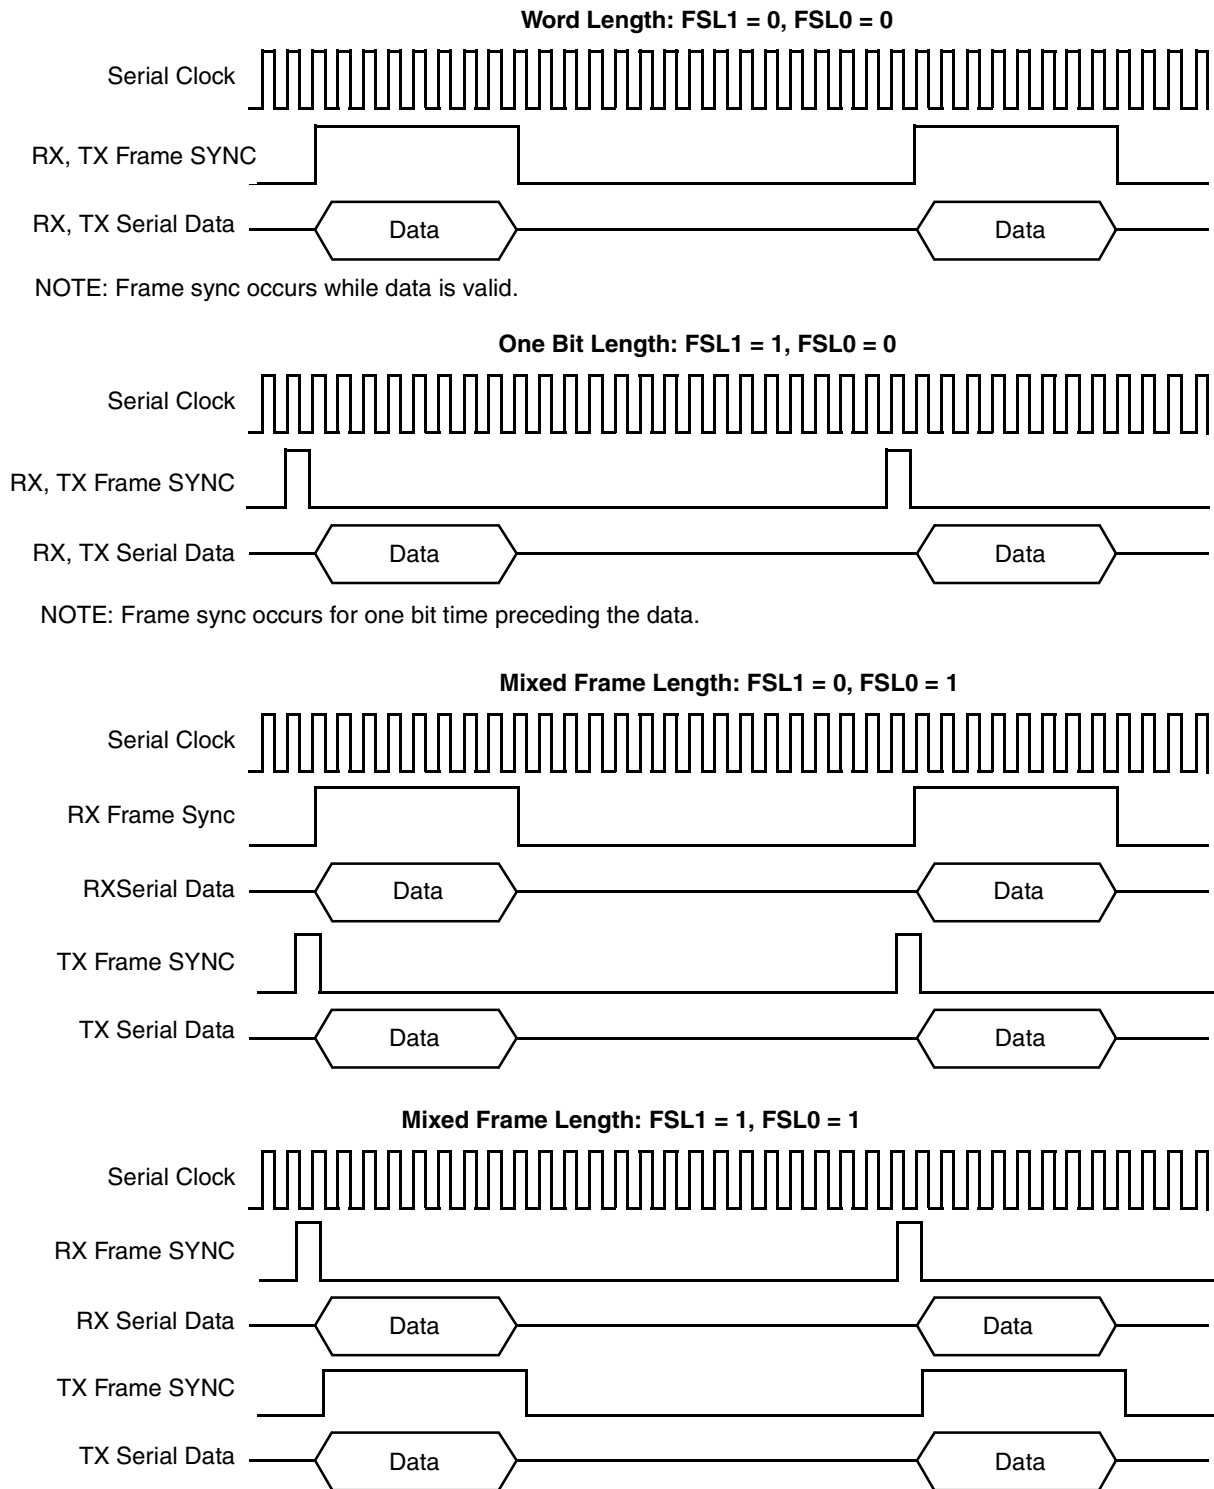 Word Length: FSL1 = 0, FSL0 = 0
Serial Clock
RX, TX Frame SYNC
RX, TX Serial Data
Data
Data
NOTE: Frame sync occurs while data is valid.
One Bit Length: FSL1 = 1, FSL0 = 0
Serial Clock
RX, TX Frame SYNC
RX, TX Serial Data
Data
Data
NOTE: Frame sync occurs for one bit time preceding the data.
Mixed Frame Length: FSL1 = 0, FSL0 = 1
Serial Clock
RX Frame Sync
RXSerial Data
Data
Data
TX Frame SYNC
TX Serial Data
Data
Data
Mixed Frame Length: FSL1 = 1, FSL0 = 1
Serial Clock
RX Frame SYNC
RX Serial Data
Data
Data
TX Frame SYNC
TX Serial Data
Data
Data